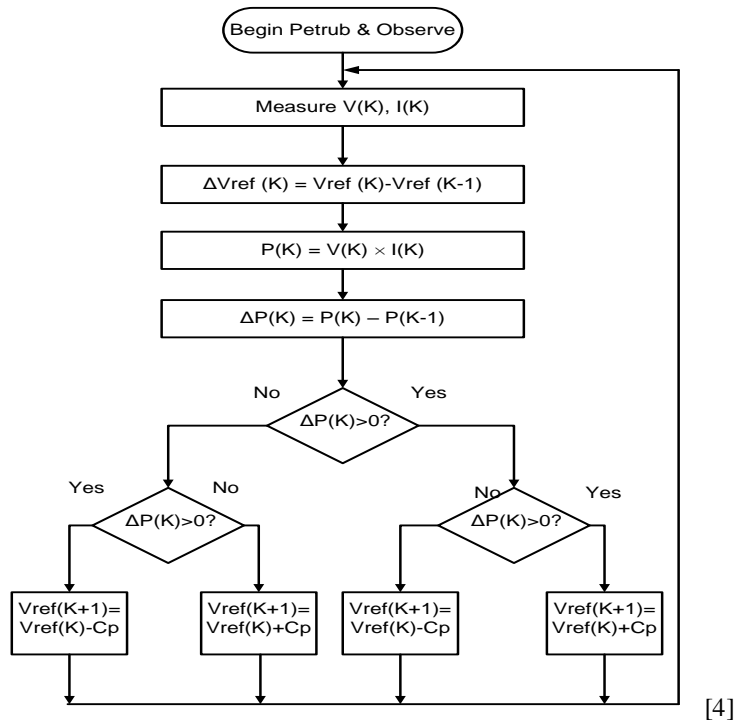 Begin Petrub & Observe
Measure V(K), I(K)
ΔVref (K) = Vref (K)-Vref (K-1)
P(K) = V(K) × I(K)
ΔP(K) = P(K) – P(K-1)
No
Yes
ΔP(K)>0?
Yes
No
ΔP(K)>0?
No
Yes
ΔP(K)>0?
Vref(K+1)=
Vref(K)-Cp
Vref(K+1)=
Vref(K)+Cp
Vref(K+1)=
Vref(K)-Cp
Vref(K+1)=
Vref(K)+Cp
[4]